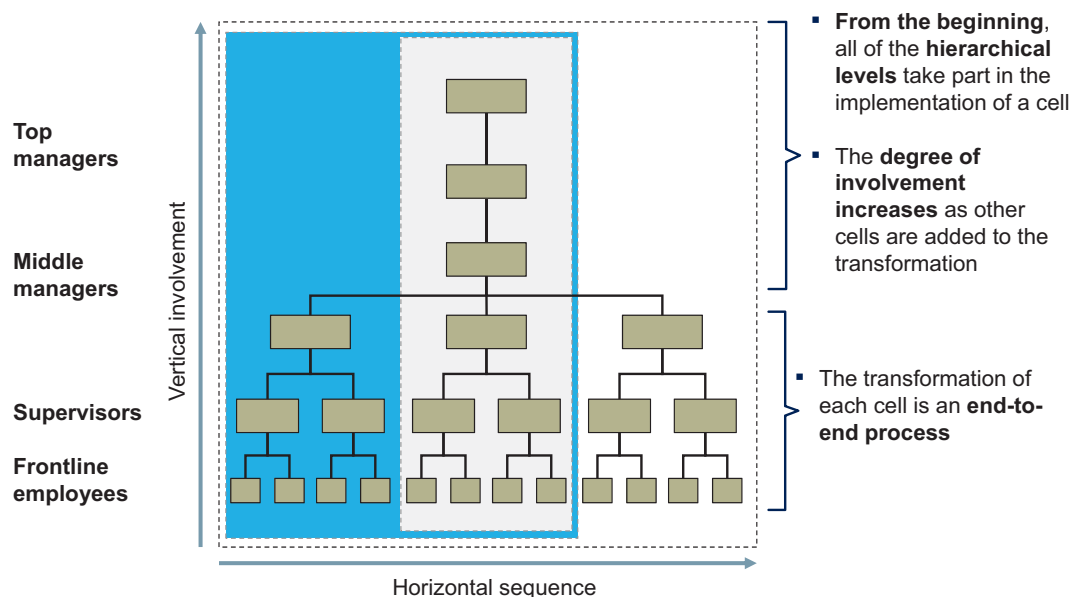 Top
managers
Middle
managers
Supervisors
Frontline
employees
Vertical involvement
Horizontal sequence
▪ From the beginning,
all of the hierarchical
levels take part in the
implementation of a cell
▪ The degree of
involvement
increases as other
cells are added to the
transformation
▪ The transformation of
each cell is an end-to-
end process